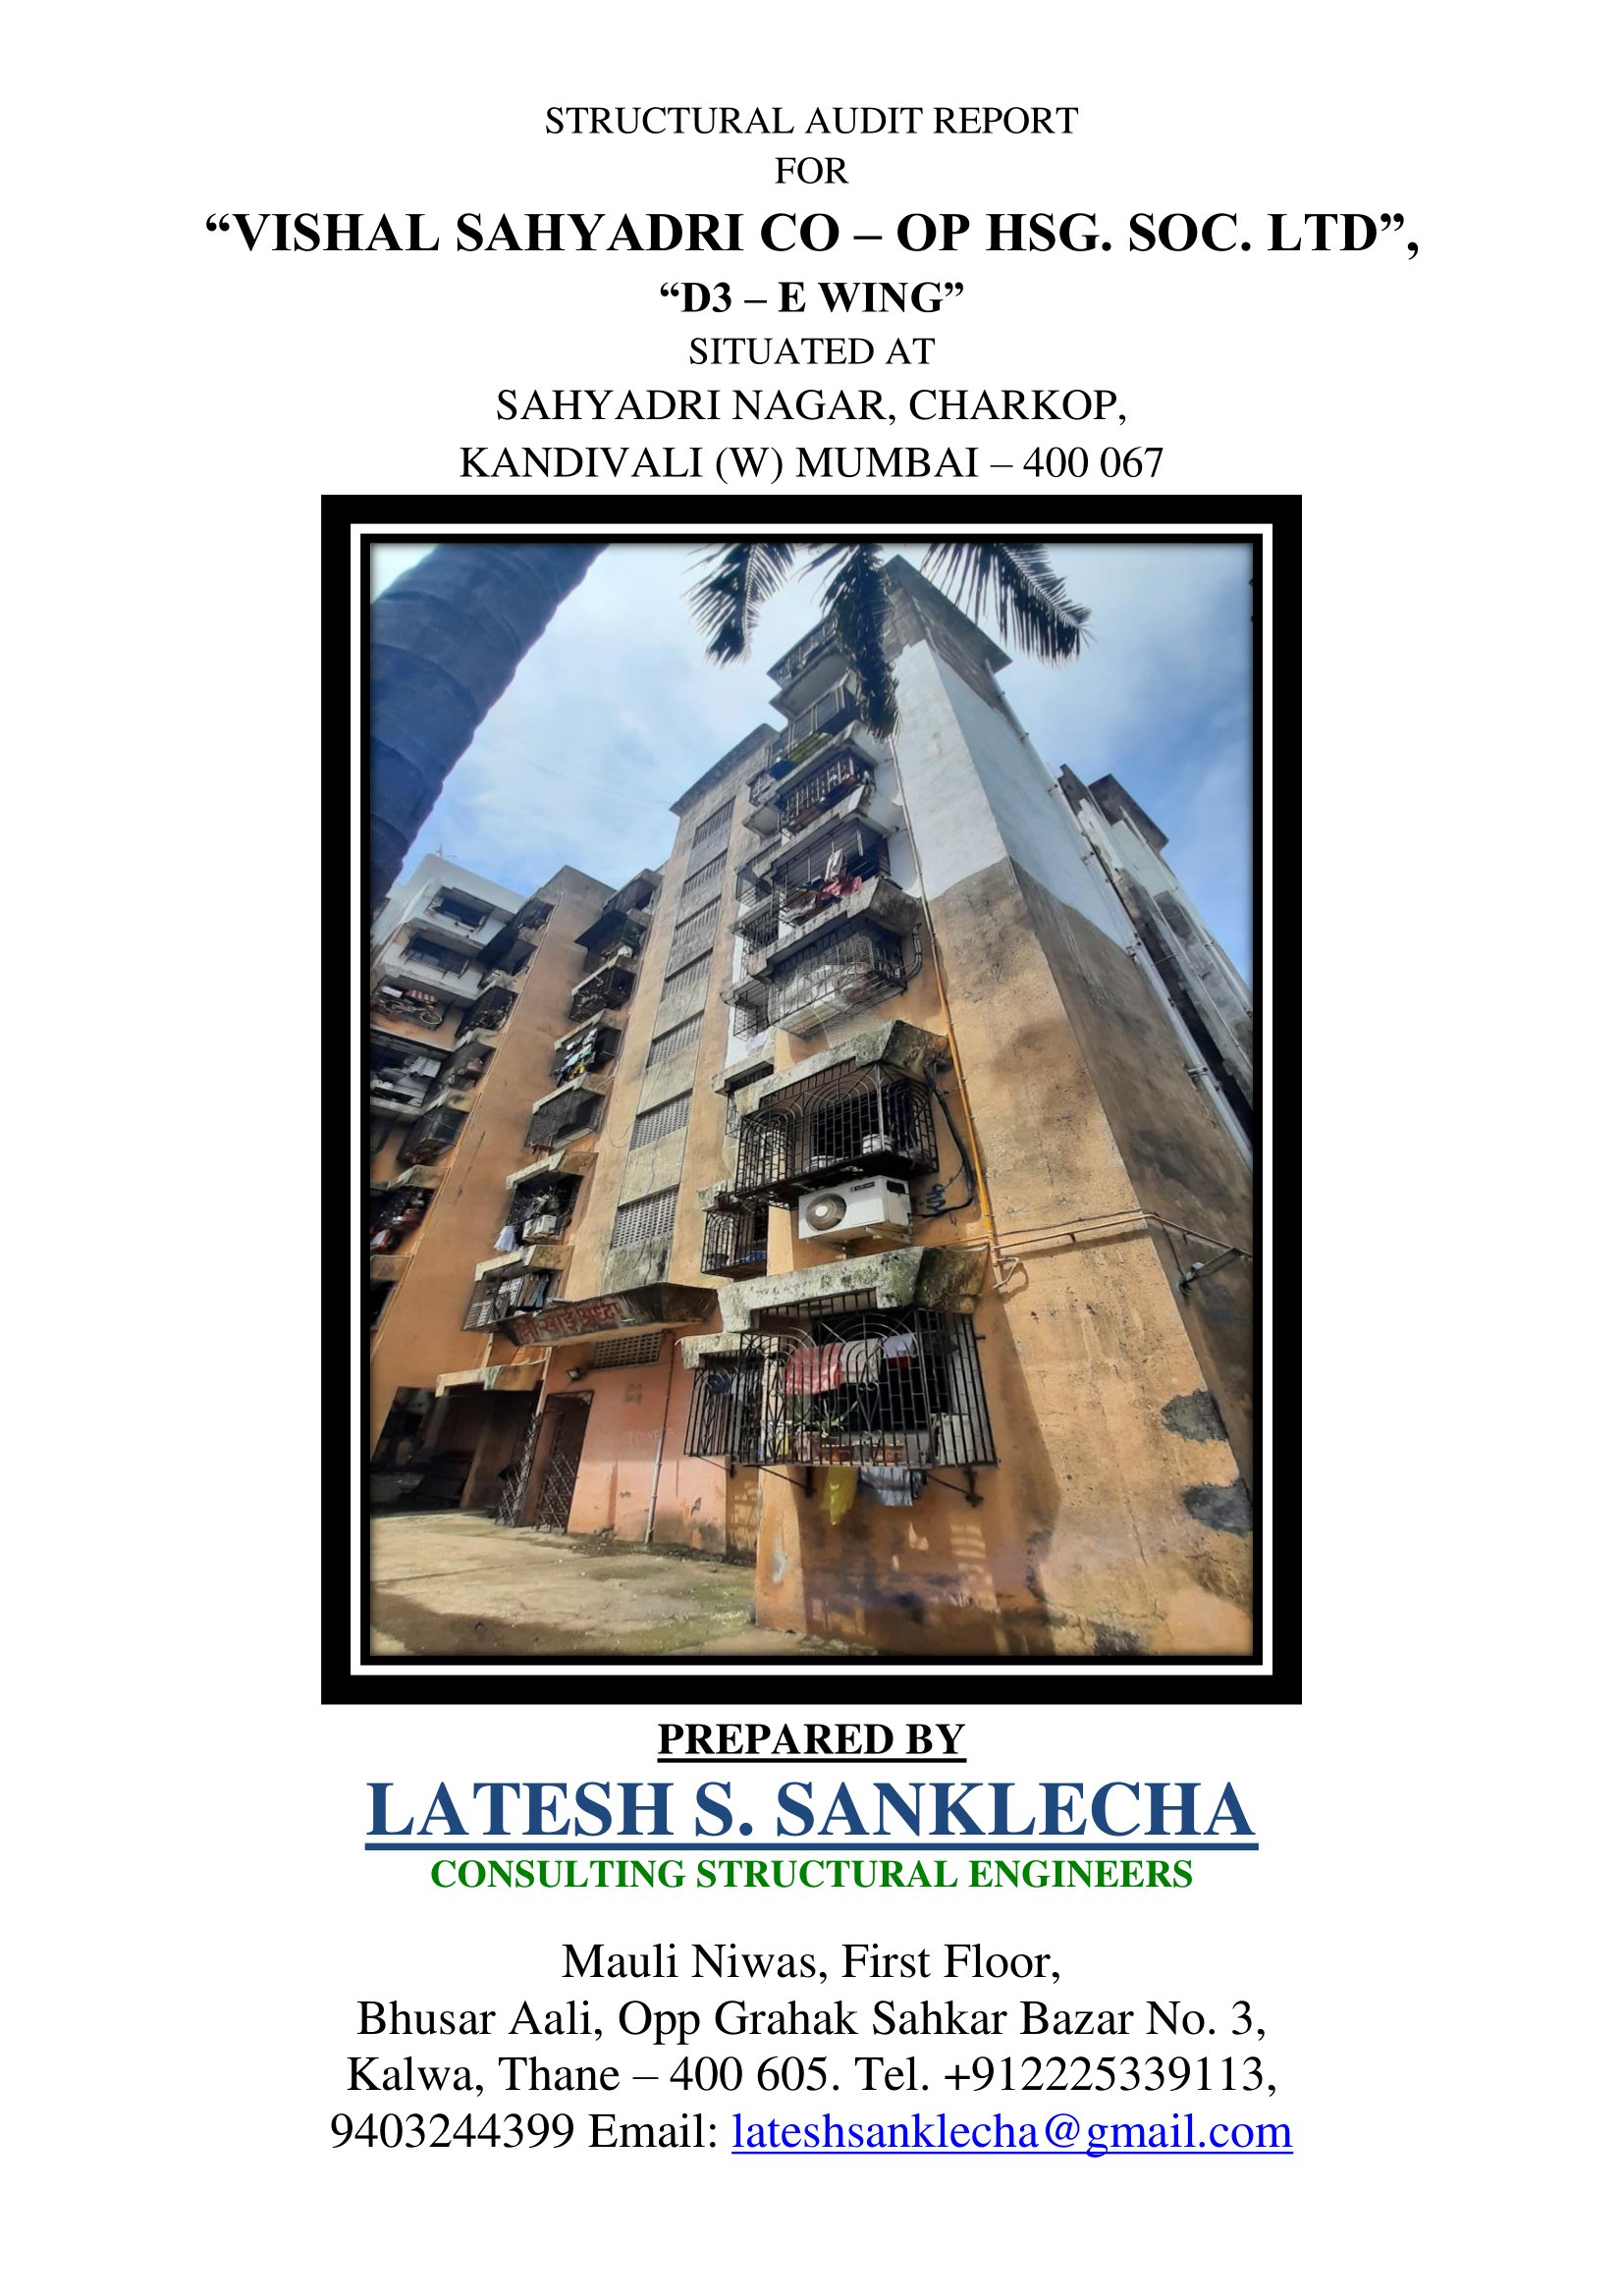 STRUCTURAL AUDIT REPORT
FOR
“VISHAL SAHYADRI CO – OP HSG. SOC. LTD”,
“D3 – E WING”
SITUATED AT
SAHYADRI NAGAR, CHARKOP,
KANDIVALI (W) MUMBAI – 400 067
PREPARED BY
LATESH S. SANKLECHA
CONSULTING STRUCTURAL ENGINEERS
Mauli Niwas, First Floor,
Bhusar Aali, Opp Grahak Sahkar Bazar No. 3,
Kalwa, Thane – 400 605. Tel. +912225339113,
9403244399 Email: lateshsanklecha@gmail.com